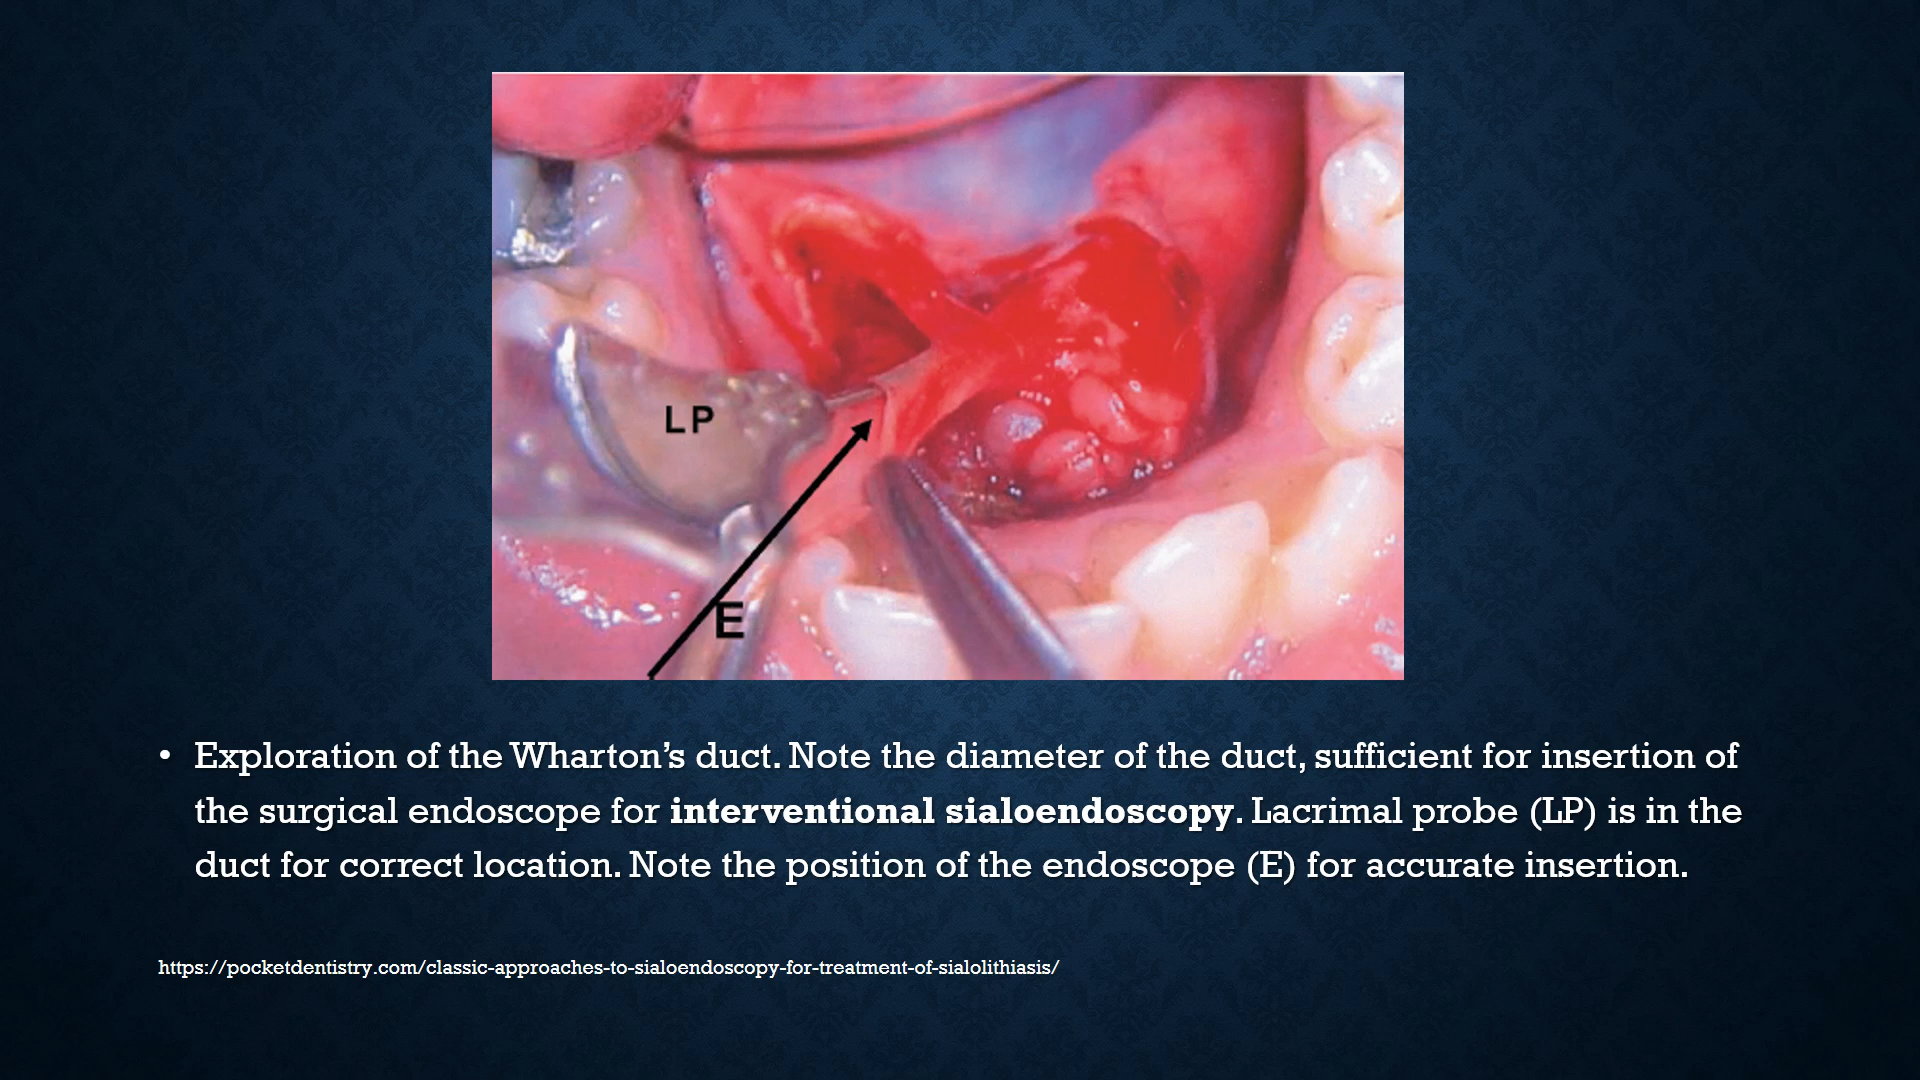 LP
E
• Exploration of the Wharton’s duct. Note the diameter of the duct, sufficient for insertion of
the surgical endoscope for interventional sialoendoscopy. Lacrimal probe (LP) is in the
duct for correct location. Note the position of the endoscope (E) for accurate insertion.
https://pocketdentistry.com/classic-approaches-to-sialoendoscopy-for-treatment-of-sialolithiasis/